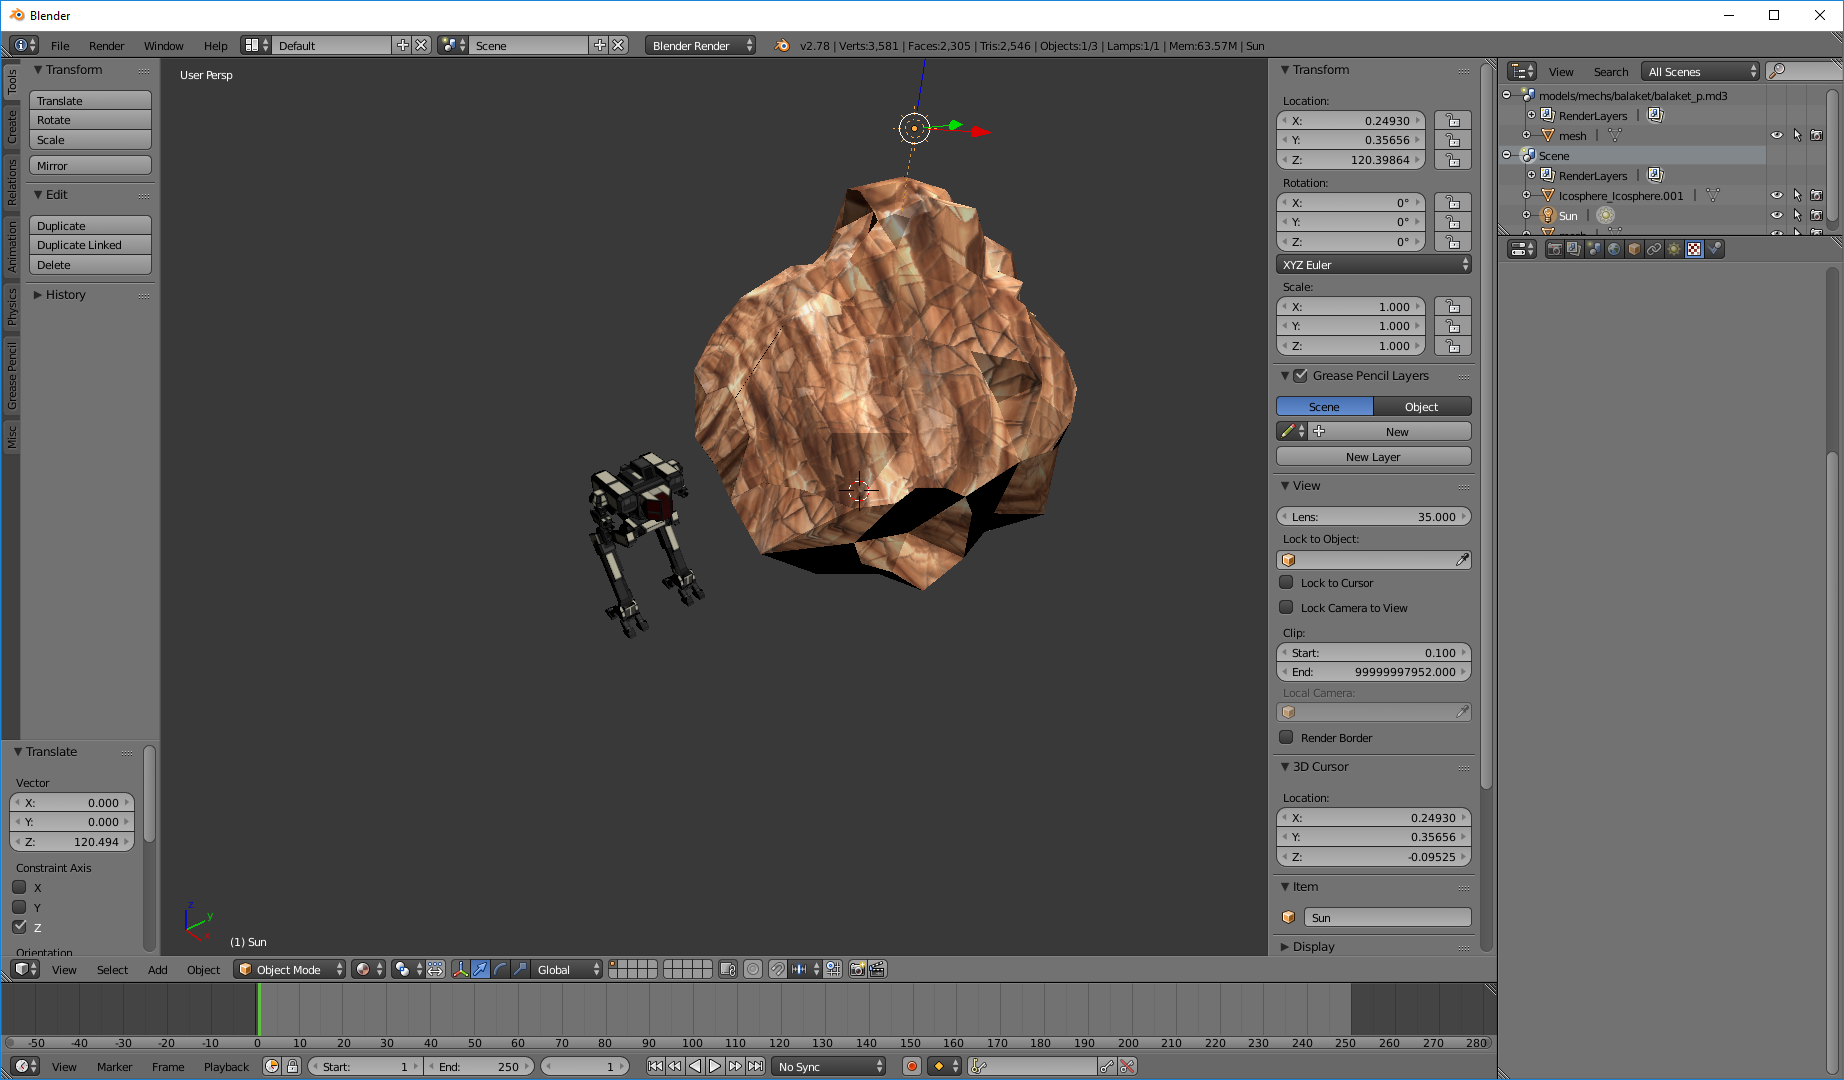 Blender
File Render Window Help Default Scene Blender Render v2.78 | Verts:3,581 | Faces:2,305 | Tris:2,546 | Objects:1/3 | Lamps:1/1 | Mem:63.57M | Sun
Tools
Create
Relations
Animation
Physics
Grease Pencil
Misc
Transform
Translate
Rotate
Scale
Mirror
Edit
Duplicate
Duplicate Linked
Delete
History
Translate
Vector
X: 0.000
Y: 0.000
Z: 120.494
Constraint Axis
X
Y
Z
Orientation
User Persp
z
y
x
(1) Sun
Transform
Location:
X: 0.24930
Y: 0.35656
Z: 120.39864
Rotation:
X: 0°
Y: 0°
Z: 0°
XYZ Euler
Scale:
X: 1.000
Y: 1.000
Z: 1.000
Grease Pencil Layers
Scene Object
New
New Layer
View
Lens: 35.000
Lock to Object:
Lock to Cursor
Lock Camera to View
Clip:
Start: 0.100
End: 99999997952.000
Local Camera:
Render Border
3D Cursor
Location:
X: 0.24930
Y: 0.35656
Z: -0.09525
Item
Sun
Display
View Search All Scenes
models/mechs/balaket/balaket_p.md3
RenderLayers |
mesh |
Scene
RenderLayers |
Icosphere_Icosphere.001 |
Sun |
mesh
View Select Add Object Object Mode Global
-50 -40 -30 -20 -10 0 10 20 30 40 50 60 70 80 90 100 110 120 130 140 150 160 170 180 190 200 210 220 230 240 250 260 270 280
View Marker Frame Playback Start: 1 End: 250 1 No Sync